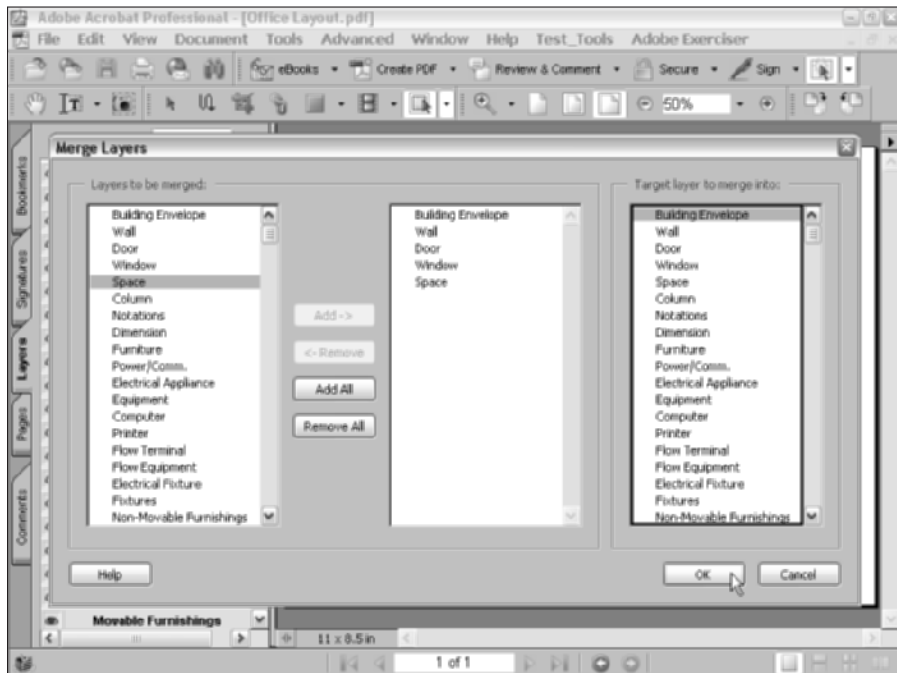 Adobe Acrobat Professional - [Office Layout.pdf]
File Edit View Document Tools Advanced Window Help Test_Tools Adobe Exerciser
eBooks Create PDF Review & Comment Secure Sign
50%
Bookmarks
Signatures
Layers
Pages
Comments
Merge Layers
Layers to be merged:
Building Envelope
Wall
Door
Window
Space
Column
Notations
Dimension
Furniture
Power/Comm.
Electrical Appliance
Equipment
Computer
Printer
Flow Terminal
Flow Equipment
Electrical Fixture
Fixtures
Non-Movable Furnishings
Add ->
<- Remove
Add All
Remove All
Building Envelope
Wall
Door
Window
Space
Target layer to merge into:
Building Envelope
Wall
Door
Window
Space
Column
Notations
Dimension
Furniture
Power/Comm.
Electrical Appliance
Equipment
Computer
Printer
Flow Terminal
Flow Equipment
Electrical Fixture
Fixtures
Non-Movable Furnishings
Help
OK
Cancel
Movable Furnishings
11 x 8.5 in
1 of 1